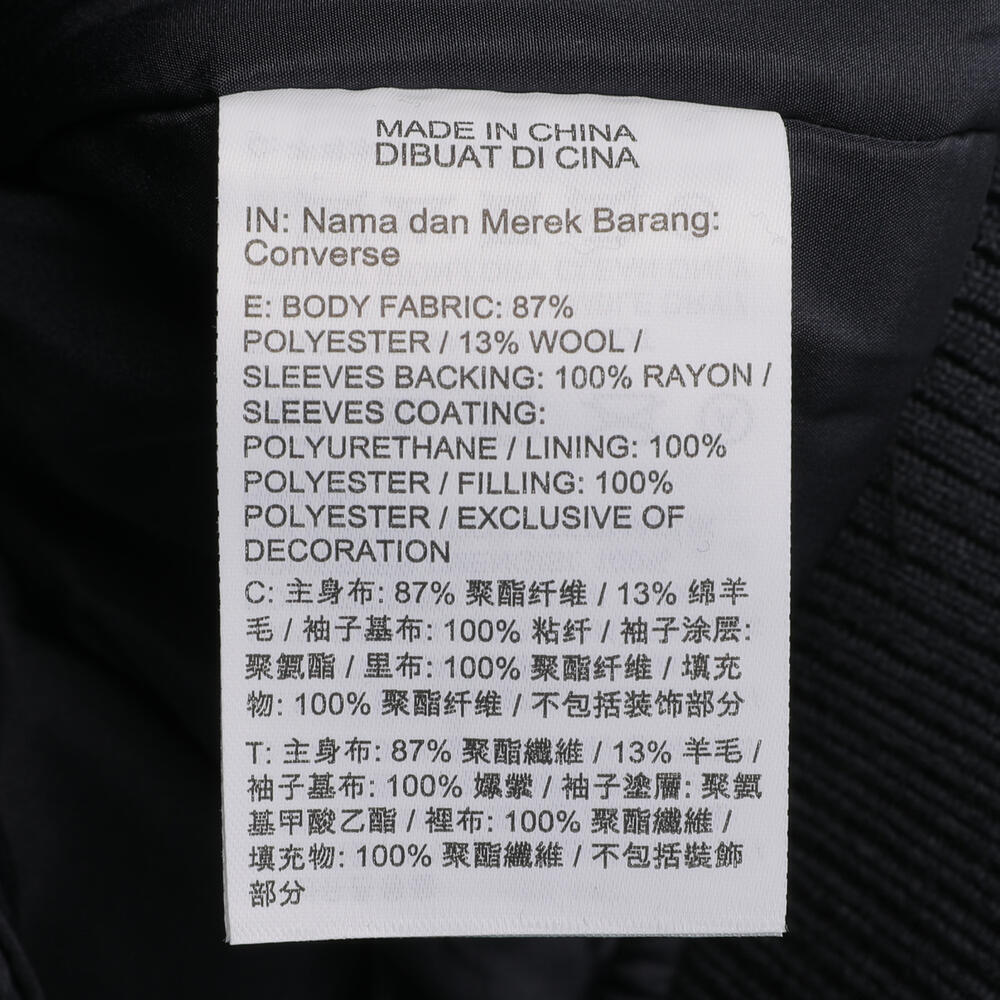 MADE IN CHINA
DIBUAT DI CINA
IN: Nama dan Merek Barang:
Converse
E: BODY FABRIC: 87%
POLYESTER / 13% WOOL /
SLEEVES BACKING: 100% RAYON /
SLEEVES COATING:
POLYURETHANE / LINING: 100%
POLYESTER / FILLING: 100%
POLYESTER / EXCLUSIVE OF
DECORATION
C: 主身布: 87% 聚酯纤维 / 13% 绵羊
毛 / 袖子基布: 100% 粘纤 / 袖子涂层:
聚氨酯 / 里布: 100% 聚酯纤维 / 填充
物: 100% 聚酯纤维 / 不包括装饰部分
T: 主身布: 87% 聚酯纖維 / 13% 羊毛 /
袖子基布: 100% 嫘縈 / 袖子塗層: 聚氨
基甲酸乙酯 / 裡布: 100% 聚酯纖維 /
填充物: 100% 聚酯纖維 / 不包括裝飾
部分